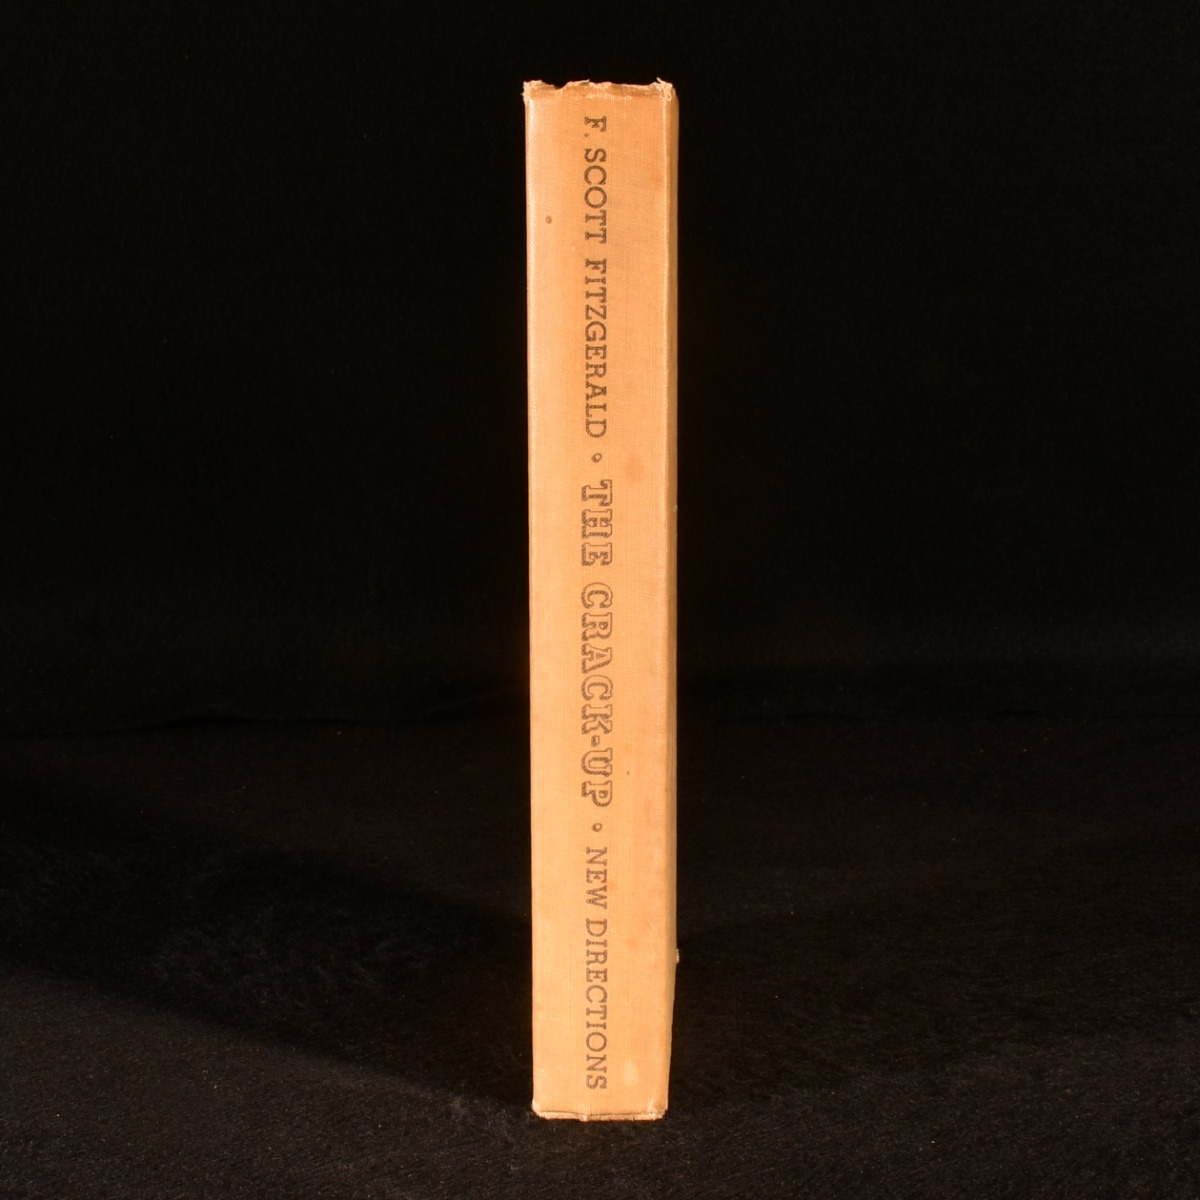 F. SCOTT FITZGERALD • THE CRACK-UP • NEW DIRECTIONS